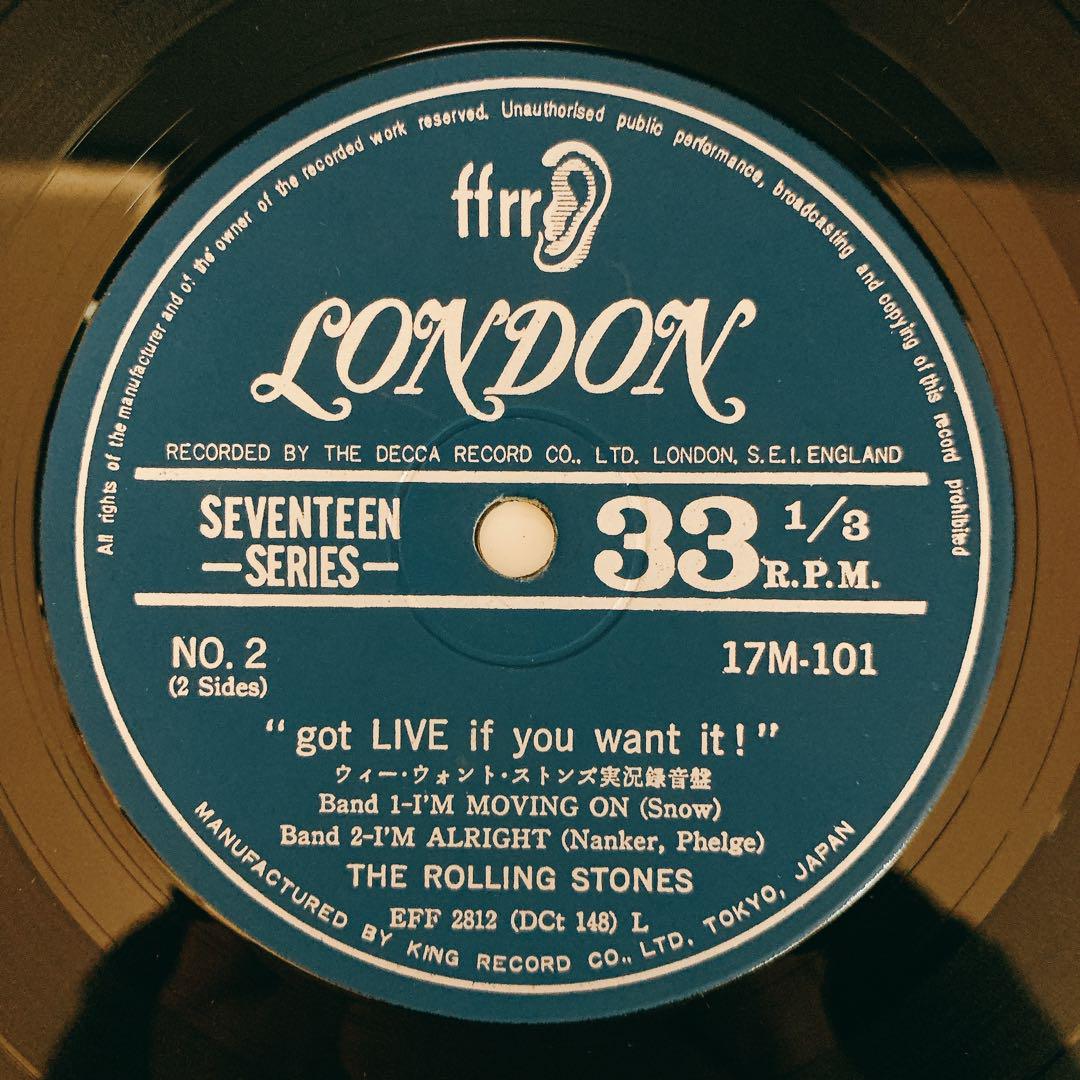 All rights of the manufacturer and of the owner of the recorded work reserved. Unauthorised public performance, broadcasting and copying of this record prohibited
ffrr
LONDON
RECORDED BY THE DECCA RECORD CO., LTD. LONDON, S.E.I. ENGLAND
SEVENTEEN
—SERIES—
33 1/3
R.P.M.
NO. 2
(2 Sides)
17M-101
“got LIVE if you want it!”
ウィー・ウォント・ストンズ実況録音盤
Band 1-I'M MOVING ON (Snow)
Band 2-I'M ALRIGHT (Nanker, Phelge)
THE ROLLING STONES
EFF 2812 (DCt 148) L
MANUFACTURED BY KING RECORD CO., LTD. TOKYO, JAPAN